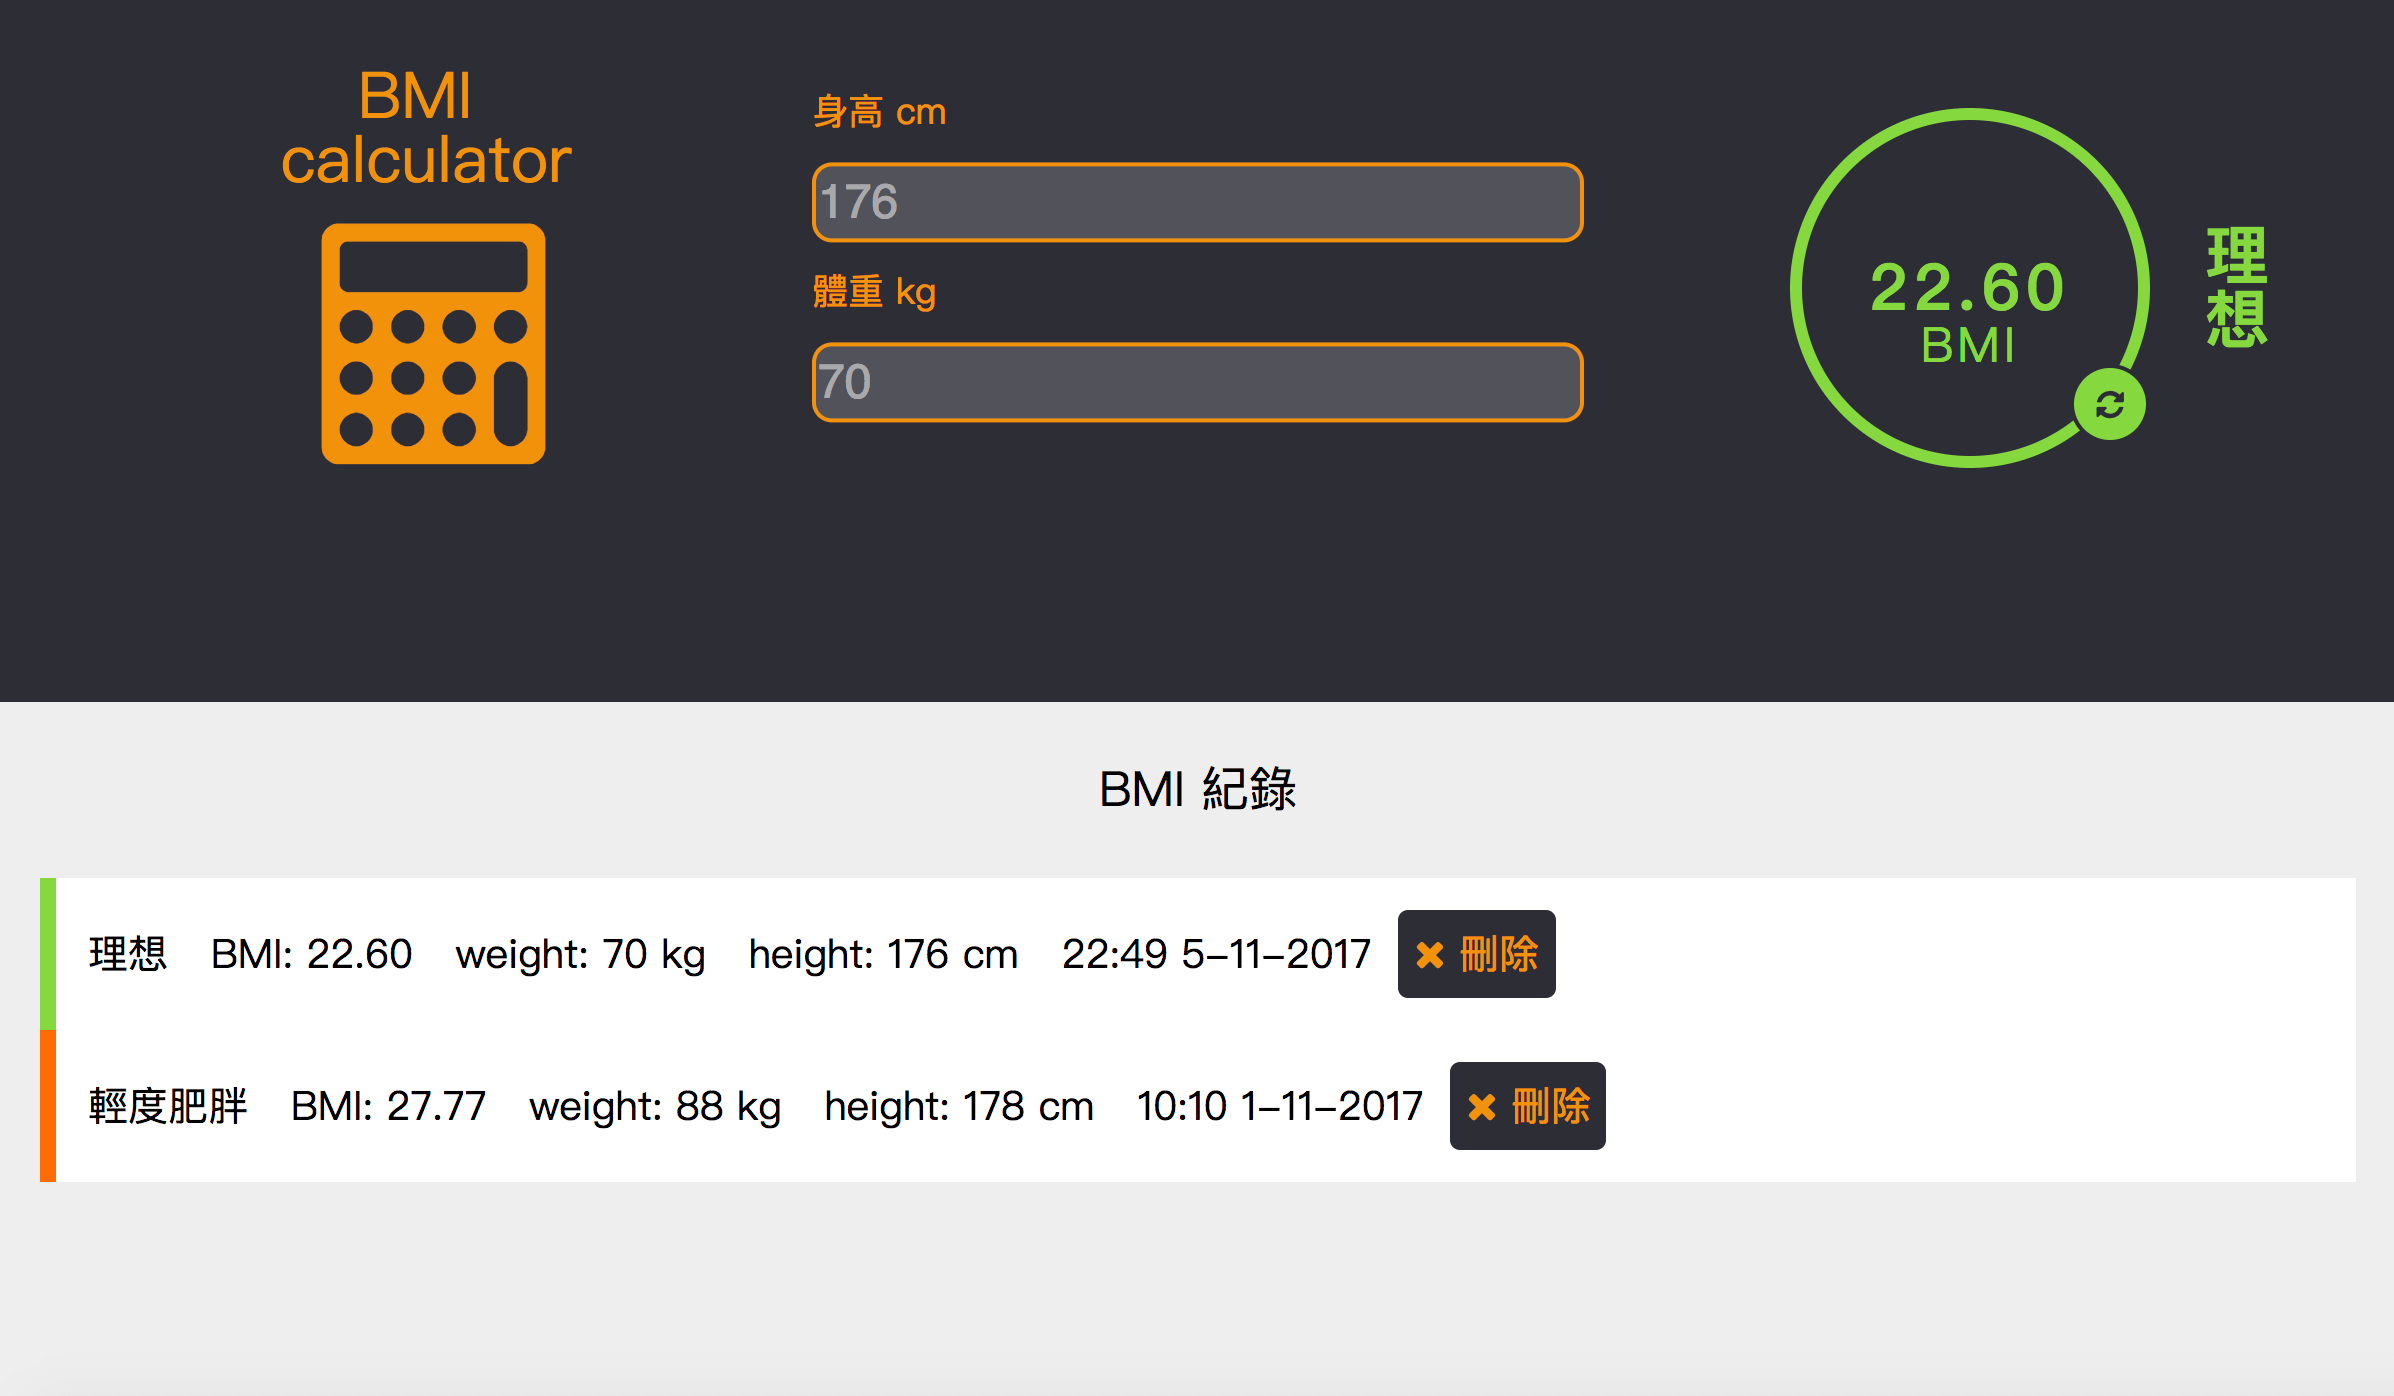 BMI
calculator
身高 cm
176
體重 kg
70
22.60
BMI
理想
BMI 紀錄
理想 BMI: 22.60 weight: 70 kg height: 176 cm 22:49 5-11-2017 刪除
輕度肥胖 BMI: 27.77 weight: 88 kg height: 178 cm 10:10 1-11-2017 刪除